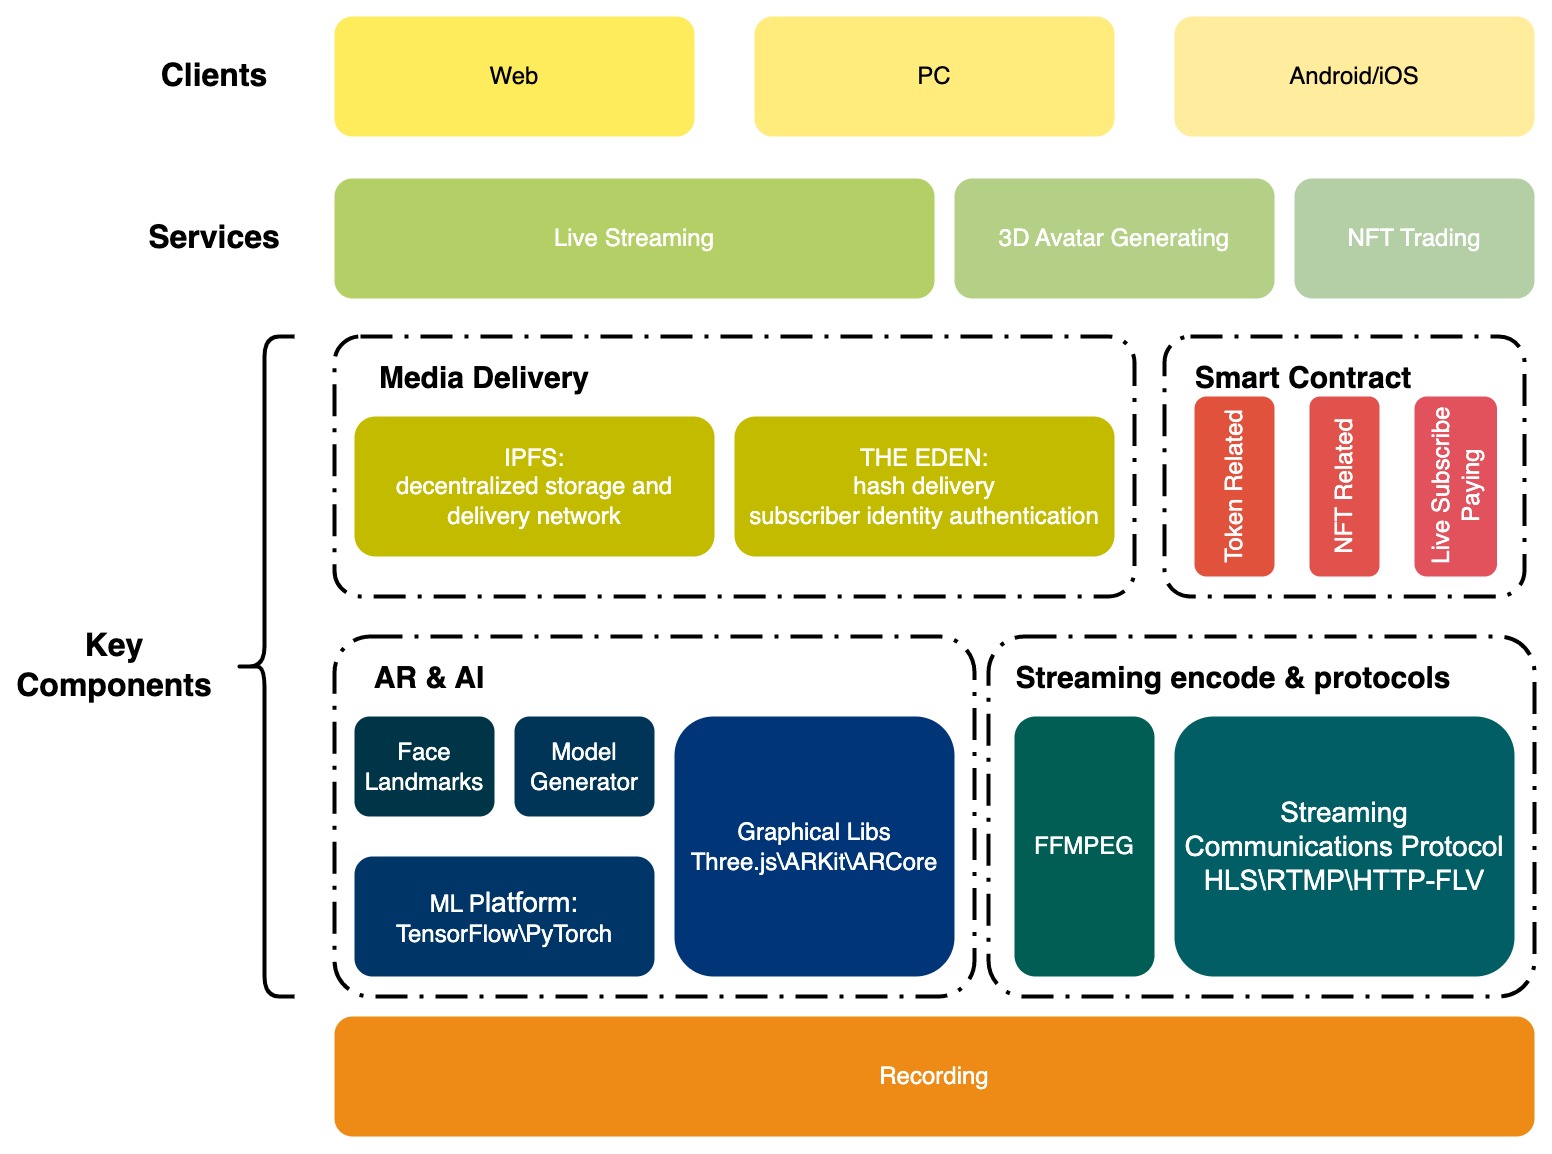 Clients
Web
PC
Android/iOS
Services
Live Streaming
3D Avatar Generating
NFT Trading
Key
Components
Media Delivery
IPFS:
decentralized storage and
delivery network
THE EDEN:
hash delivery
subscriber identity authentication
Smart Contract
Token Related
NFT Related
Live Subscribe
Paying
AR & AI
Face
Landmarks
Model
Generator
ML Platform:
TensorFlow\PyTorch
Graphical Libs
Three.js\ARKit\ARCore
Streaming encode & protocols
FFMPEG
Streaming
Communications Protocol
HLS\RTMP\HTTP-FLV
Recording